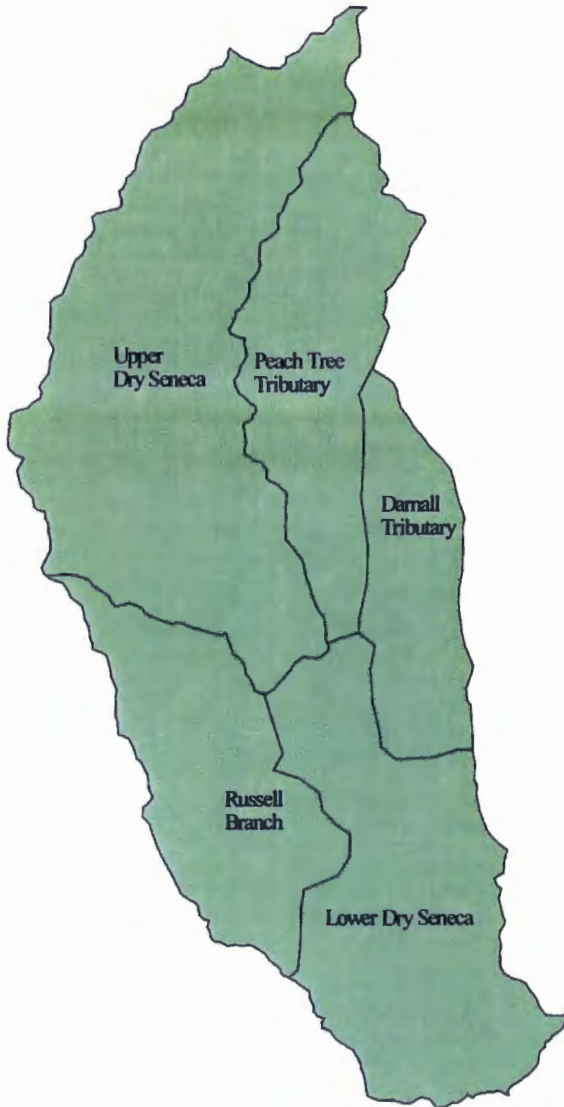 Upper
Dry Seneca
Peach Tree
Tributary
Darnall
Tributary
Russell
Branch
Lower Dry Seneca